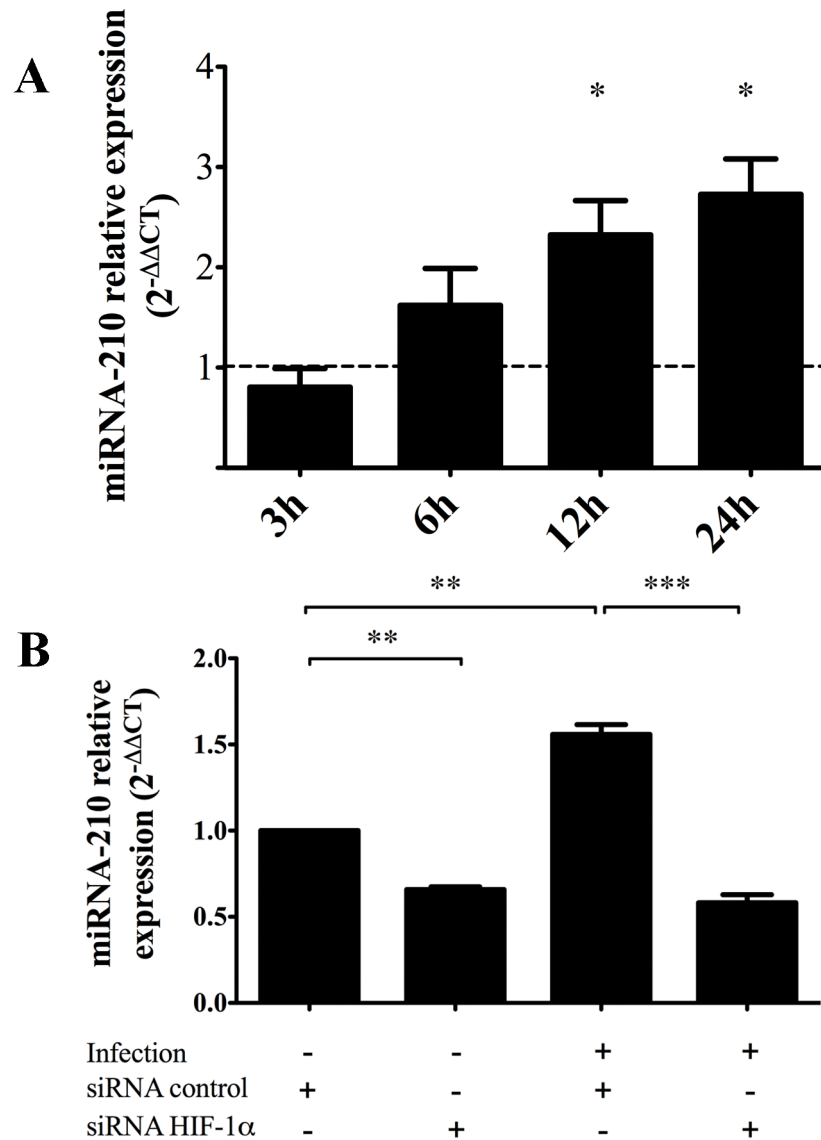 A
miRNA-210 relative expression
(2-ΔΔCT)
4
3
2
1
* *
3h 6h 12h 24h
** ***
**
B
miRNA-210 relative
expression (2-ΔΔCT)
2.0
1.5
1.0
0.5
0.0
Infection - - + +
siRNA control + - + -
siRNA HIF-1α - + - +